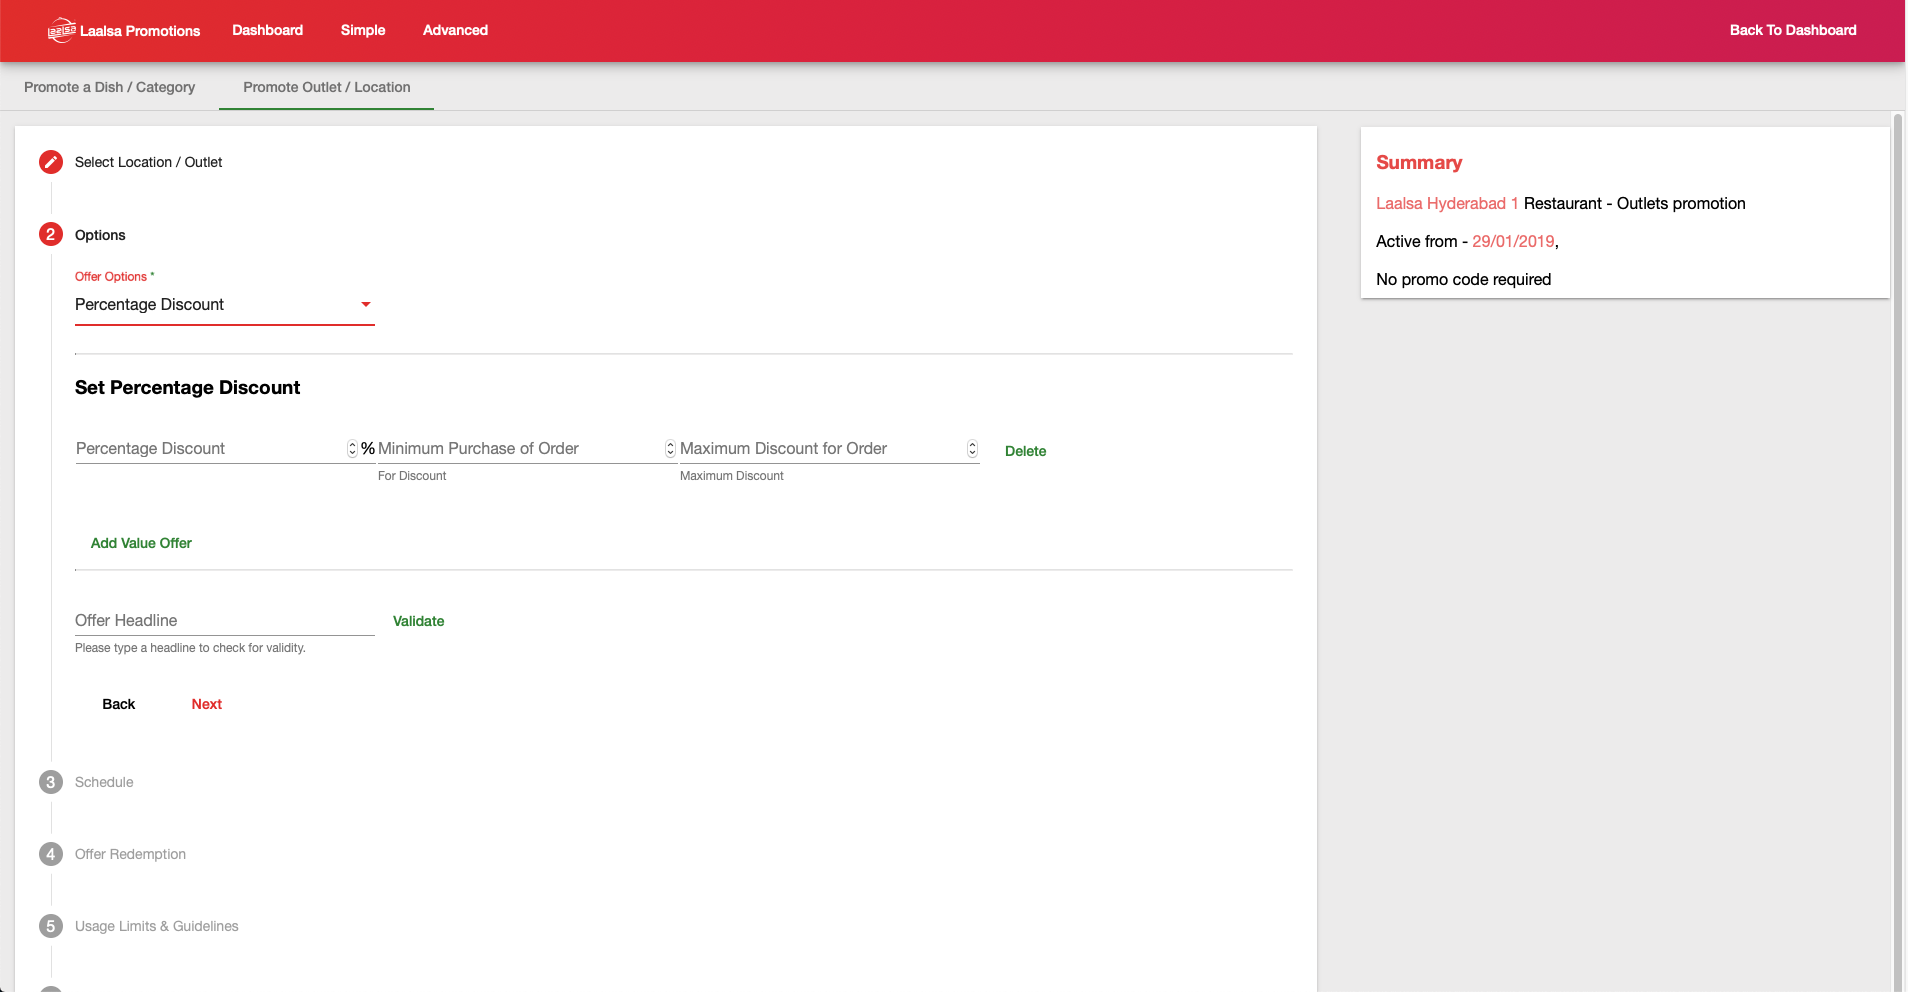 laalsa Laalsa Promotions Dashboard Simple Advanced Back To Dashboard
Promote a Dish / Category Promote Outlet / Location
Select Location / Outlet
2 Options
Offer Options *
Percentage Discount
Set Percentage Discount
Percentage Discount % Minimum Purchase of Order Maximum Discount for Order Delete
For Discount Maximum Discount
Add Value Offer
Offer Headline Validate
Please type a headline to check for validity.
Back Next
3 Schedule
4 Offer Redemption
5 Usage Limits & Guidelines
Summary
Laalsa Hyderabad 1 Restaurant - Outlets promotion
Active from - 29/01/2019,
No promo code required